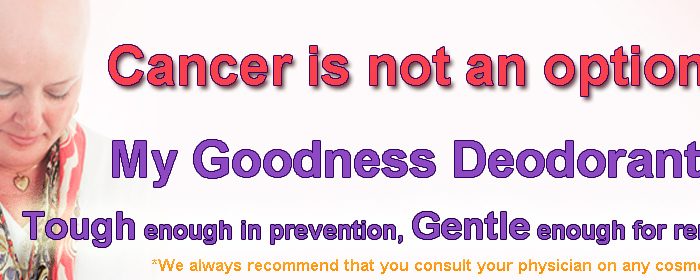 Cancer is not an option
My Goodness Deodorant
Tough enough in prevention, Gentle enough for
*We always recommend that you consult your physician on any